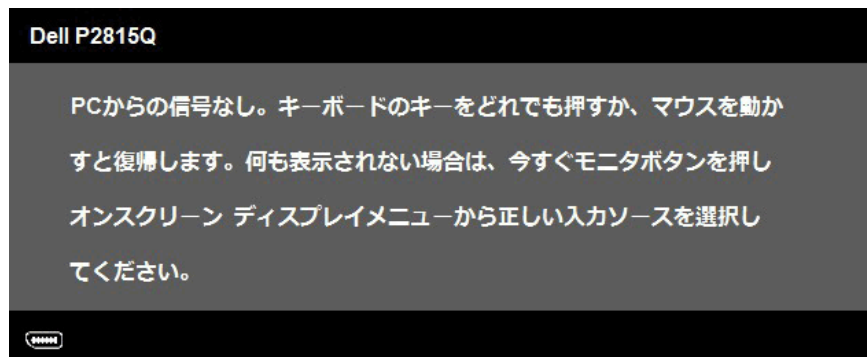 Dell P2815Q
PCからの信号なし。キーボードのキーをどれでも押すか、マウスを動か
すと復帰します。何も表示されない場合は、今すぐモニタボタンを押し
オンスクリーン ディスプレイメニューから正しい入力ソースを選択し
てください。